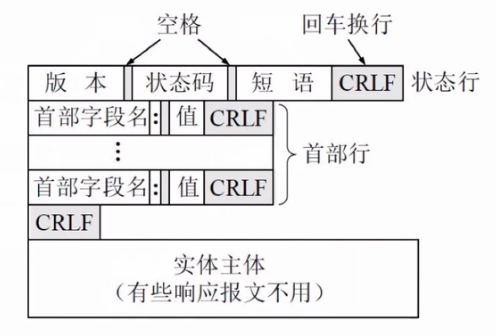 空格 回车换行
版 本 状态码 短 语 CRLF 状态行
首部字段名: 值 CRLF
⋮ 首部行
首部字段名: 值 CRLF
CRLF
实体主体
(有些响应报文不用)